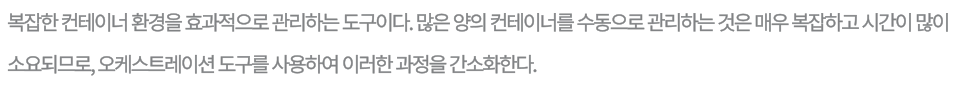 복잡한 컨테이너 환경을 효과적으로 관리하는 도구이다. 많은 양의 컨테이너를 수동으로 관리하는 것은 매우 복잡하고 시간이 많이
소요되므로, 오케스트레이션 도구를 사용하여 이러한 과정을 간소화한다.